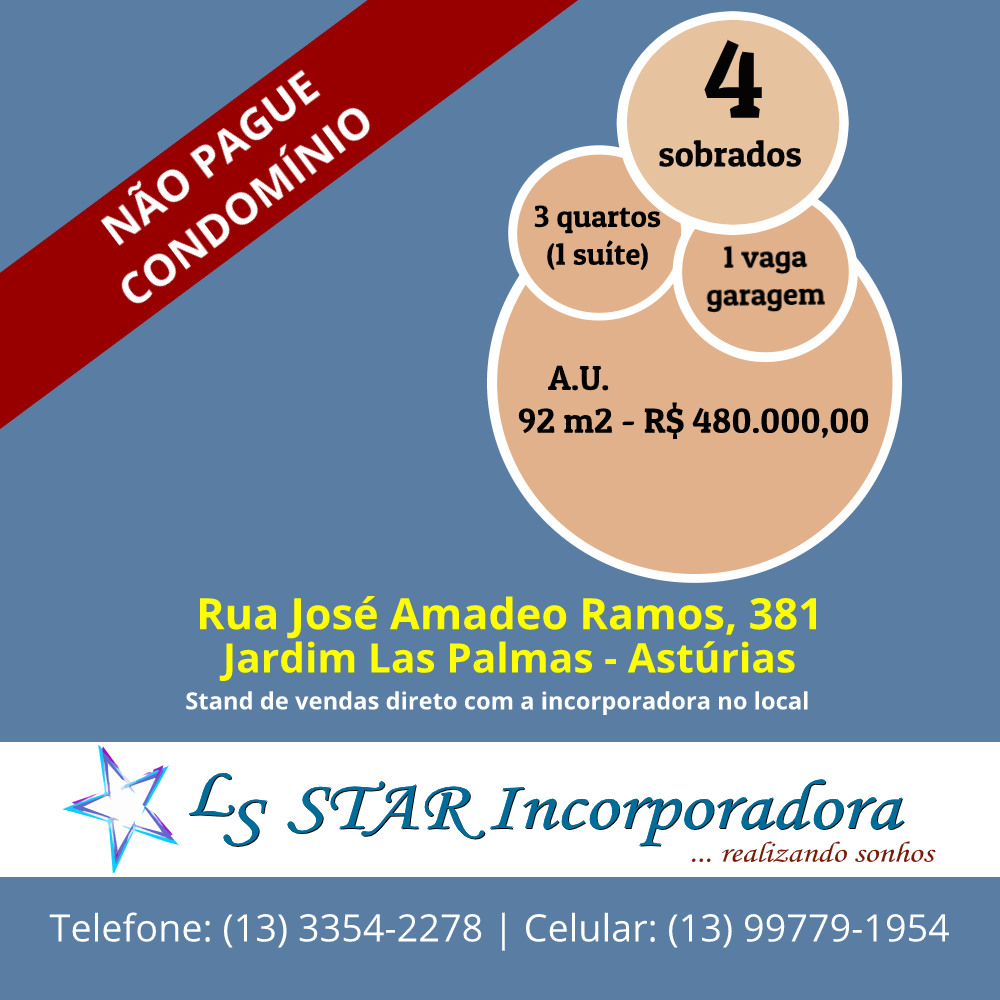 NÃO PAGUE
CONDOMÍNIO
4
sobrados
3 quartos
(1 suíte)
1 vaga
garagem
A.U.
92 m2 - R$ 480.000,00
Rua José Amadeo Ramos, 381
Jardim Las Palmas - Astúrias
Stand de vendas direto com a incorporadora no local
LS STAR Incorporadora
... realizando sonhos
Telefone: (13) 3354-2278 | Celular: (13) 99779-1954